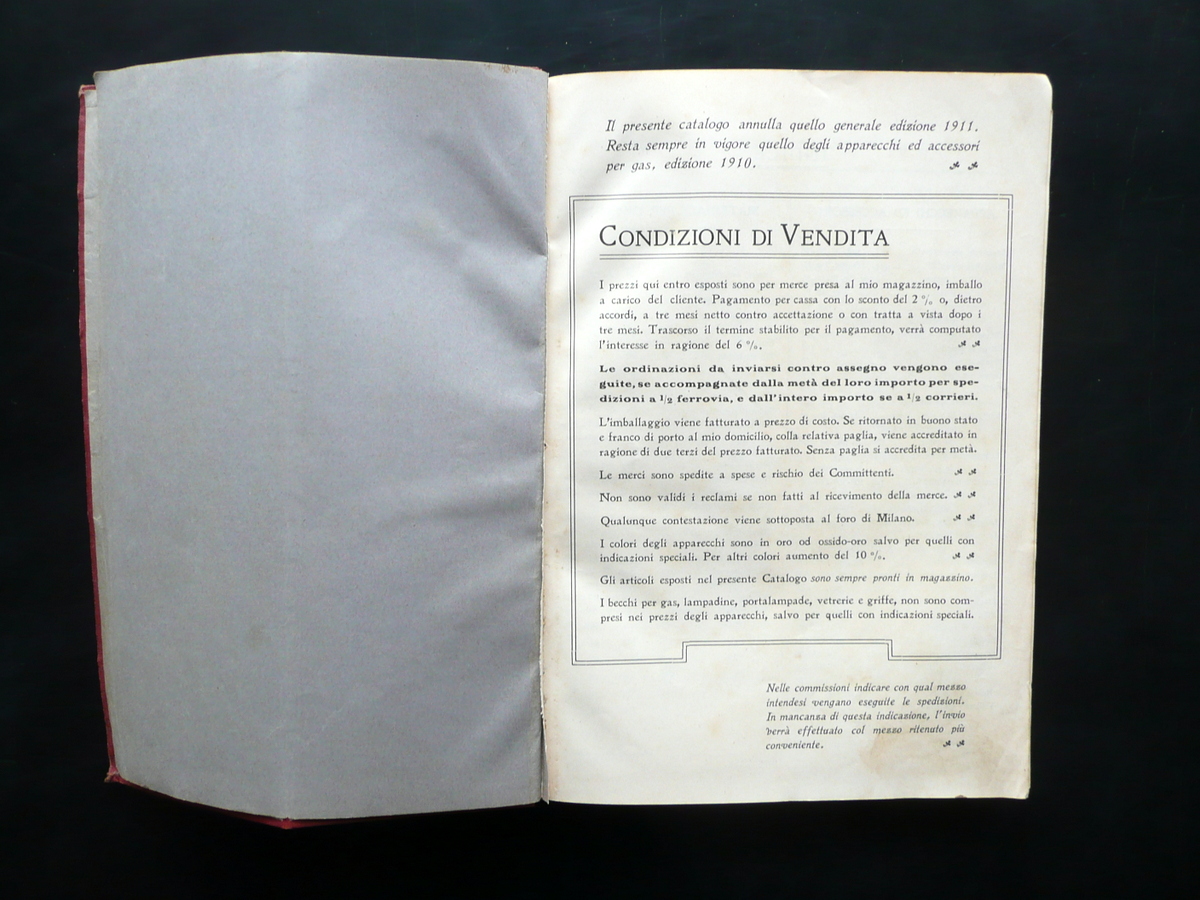 Il presente catalogo annulla quello generale edizione 1911.
Resta sempre in vigore quello degli apparecchi ed accessori
per gas, edizione 1910.
CONDIZIONI DI VENDITA
I prezzi qui entro esposti sono per merce presa al mio magazzino, imballo
a carico del cliente. Pagamento per cassa con lo sconto del 2 % o, dietro
accordi, a tre mesi netto contro accettazione o con tratta a vista dopo i
tre mesi. Trascorso il termine stabilito per il pagamento, verrà computato
l'interesse in ragione del 6 %.
Le ordinazioni da inviarsi contro assegno vengono ese-
guite, se accompagnate dalla metà del loro importo per spe-
dizioni a 1/2 ferrovia, e dall'intero importo se a 1/2 corrieri.
L'imballaggio viene fatturato a prezzo di costo. Se ritornato in buono stato
e franco di porto al mio domicilio, colla relativa paglia, viene accreditato in
ragione di due terzi del prezzo fatturato. Senza paglia si accredita per metà.
Le merci sono spedite a spese e rischio dei Committenti.
Non sono validi i reclami se non fatti al ricevimento della merce.
Qualunque contestazione viene sottoposta al foro di Milano.
I colori degli apparecchi sono in oro od ossido-oro salvo per quelli con
indicazioni speciali. Per altri colori aumento del 10 %.
Gli articoli esposti nel presente Catalogo sono sempre pronti in magazzino.
I becchi per gas, lampadine, portalampade, vetrerie e griffe, non sono com-
presi nei prezzi degli apparecchi, salvo per quelli con indicazioni speciali.
Nelle commissioni indicare con qual mezzo
intendesi vengano eseguite le spedizioni.
In mancanza di questa indicazione, l'invio
verrà effettuato col mezzo ritenuto più
conveniente.